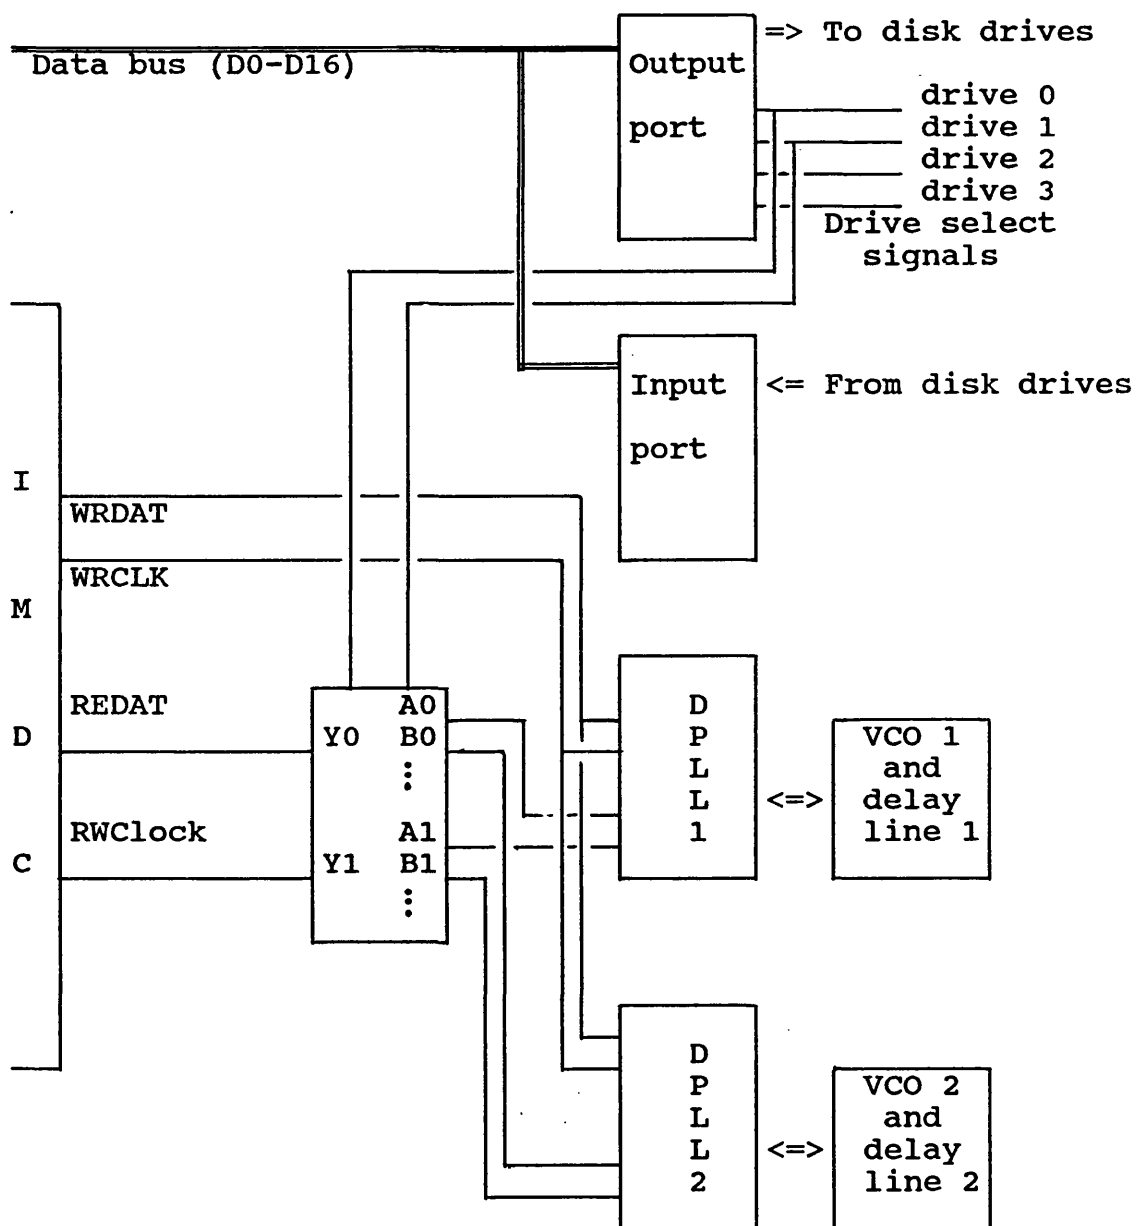 => To disk drives
Data bus (D0-D16)
Output
port
drive 0
drive 1
drive 2
drive 3
Drive select
signals
Input
port
<= From disk drives
I
M
D
C
WRDAT
WRCLK
REDAT
RWClock
A0
Y0 B0
A1
Y1 B1
D
P
L
L
1
<=>
VCO 1
and
delay
line 1
D
P
L
L
2
<=>
VCO 2
and
delay
line 2